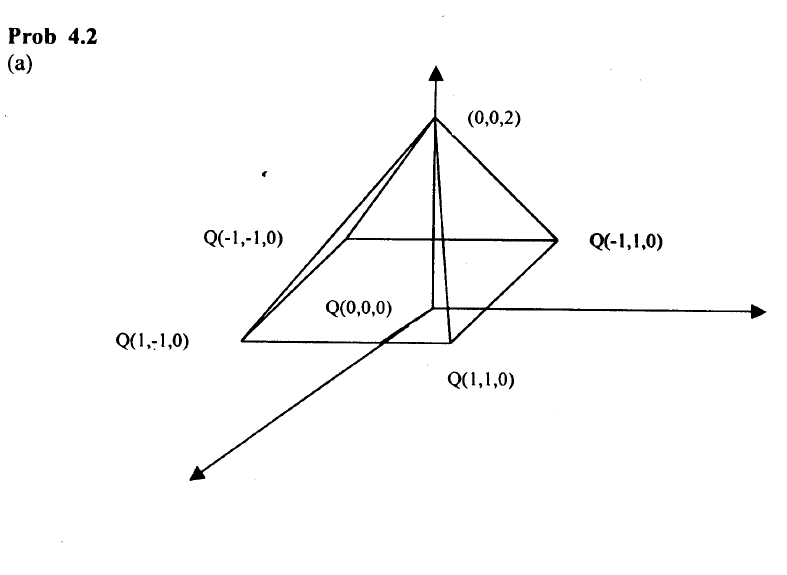 Prob 4.2
(a)
(0,0,2)
Q(-1,-1,0)
Q(-1,1,0)
Q(0,0,0)
Q(1,-1,0)
Q(1,1,0)